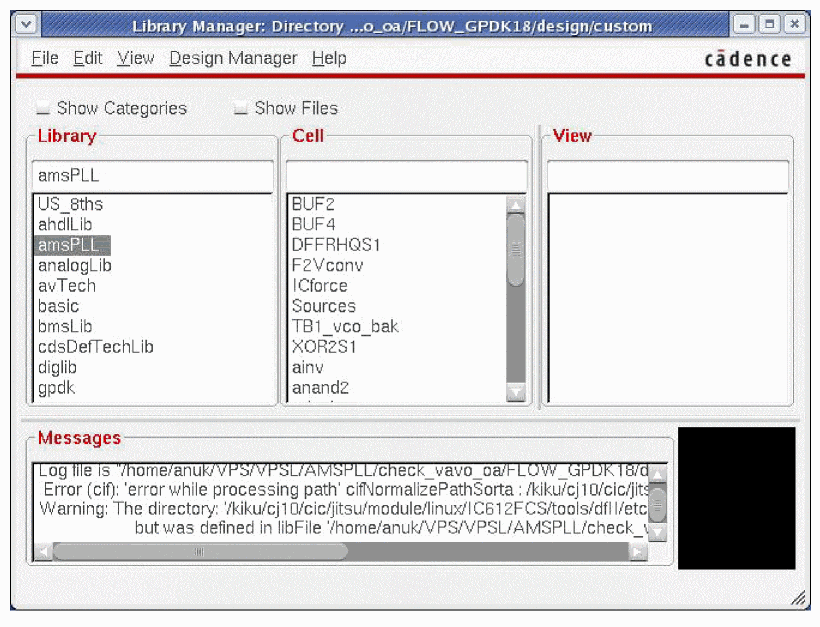 Library Manager: Directory ...o_oa/FLOW_GPDK18/design/custom
File Edit View Design Manager Help
cādence
Show Categories Show Files
Library
Cell
View
amsPLL
US_8ths
ahdlLib
amsPLL
analogLib
avTech
basic
bmsLib
cdsDefTechLib
diglib
gpdk
BUF2
BUF4
DFFRHQS1
F2Vconv
ICforce
Sources
TB1_vco_bak
XOR2S1
ainv
anand2
Messages
Log file is "/home/anuk/VPS/VPSL/AMSPLL/check_vavo_oa/FLOW_GPDK18/d
Error (cif): 'error while processing path' cifNormalizePathSorta : /kiku/cj10/cic/jits
Warning: The directory: '/kiku/cj10/cic/jitsu/module/linux/IC612FCS/tools/dfII/etc
but was defined in libFile '/home/anuk/VPS/VPSL/AMSPLL/check_v